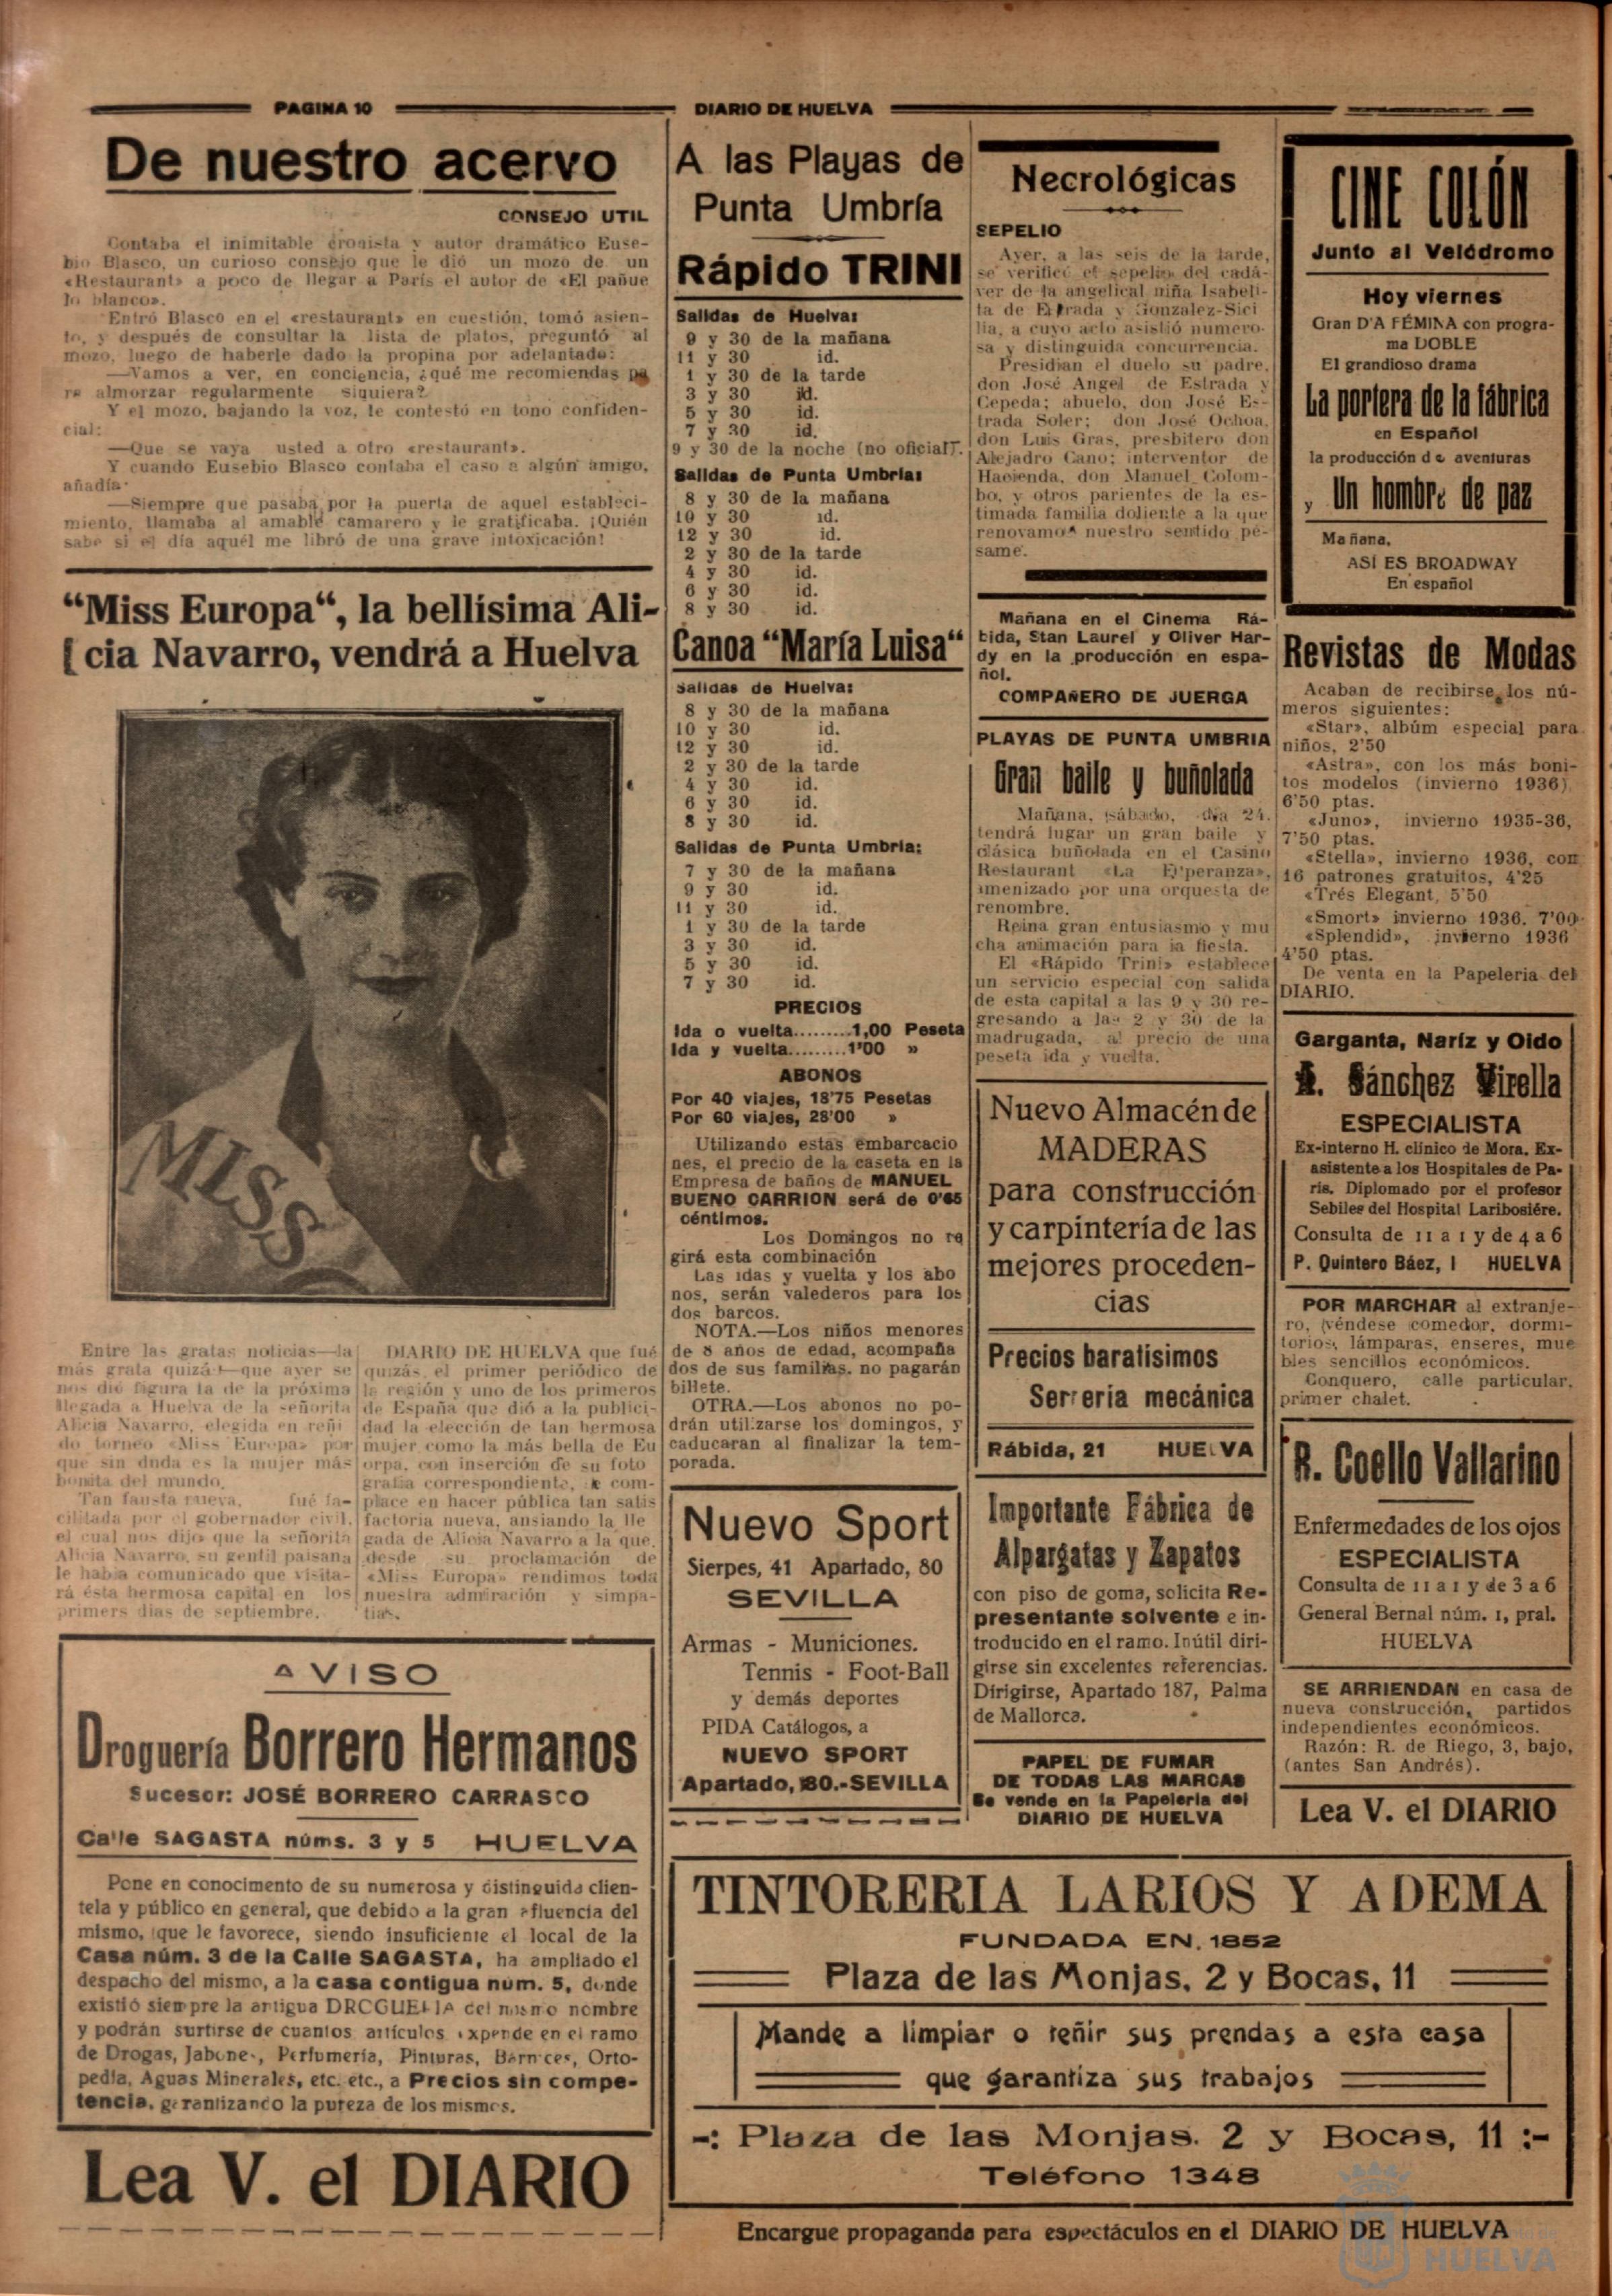 PAGINA 10
DIARIO DE HUELVA
De nuestro acervo
CONSEJO UTIL
Contaba el inimitable cronista y autor dramático Euse-
bio Blasco, un curioso consejo que le dió un mozo de un
«Restaurant» a poco de llegar a París el autor de «El pañue
lo blanco».
Entró Blasco en el «restaurant» en cuestión, tomó asien-
to, y después de consultar la lista de platos, preguntó al
mozo, luego de haberle dado la propina por adelantado:
—Vamos a ver, en conciencia, ¿qué me recomiendas pa
ra almorzar regularmente siquiera?
Y el mozo, bajando la voz, le contestó en tono confiden-
cial:
—Que se vaya usted a otro «restaurant».
Y cuando Eusebio Blasco contaba el caso a algún amigo,
añadía:
—Siempre que pasaba por la puerta de aquel estableci-
miento, llamaba al amable camarero y le gratificaba. ¡Quién
sabe si el día aquél me libró de una grave intoxicación!
“Miss Europa“, la bellísima Ali-
[ cia Navarro, vendrá a Huelva
MISS
Entre las gratas noticias—la
más grata quizá—que ayer se
nos dió figura la de la próxima
llegada a Huelva de la señorita
Alicia Navarro, elegida en reñi
do torneo «Miss Europa» por
que sin duda es la mujer más
bonita del mundo.
Tan fausta nueva, fué fa-
cilitada por el gobernador civil,
el cual nos dijo que la señorita
Alicia Navarro, su gentil paisana
le había comunicado que visita-
rá ésta hermosa capital en los
primers dias de septiembre.
DIARIO DE HUELVA que fué
quizás el primer periódico de
la región y uno de los primeros
de España que dió a la publici-
dad la elección de tan hermosa
mujer como la más bella de Eu
orpa, con inserción de su foto
grafia correspondiente, se com-
place en hacer pública tan satis
factoria nueva, ansiando la lle
gada de Alicia Navarro a la que,
desde su proclamación de
«Miss Europa» rendimos toda
nuestra admiración y simpa-
tias.
AVISO
Droguería Borrero Hermanos
Sucesor: JOSÉ BORRERO CARRASCO
Calle SAGASTA núms. 3 y 5 HUELVA
Pone en conocimiento de su numerosa y distinguida clien-
tela y público en general, que debido a la gran afluencia del
mismo, que le favorece, siendo insuficiente el local de la
Casa núm. 3 de la Calle SAGASTA, ha ampliado el
despacho del mismo, a la casa contigua num. 5, donde
existió siempre la antigua DROGUERIA del mismo nombre
y podrán surtirse de cuantos artículos expende en el ramo
de Drogas, Jabones, Perfumería, Pinturas, Barnices, Orto-
pedia, Aguas Minerales, etc. etc., a Precios sin compe-
tencia, garantizando la pureza de los mismos.
Lea V. el DIARIO
A las Playas de
Punta Umbría
Rápido TRINI
Salidas de Huelva:
9 y 30 de la mañana
11 y 30 id.
1 y 30 de la tarde
3 y 30 id.
5 y 30 id.
7 y 30 id.
9 y 30 de la noche (no oficial).
Salidas de Punta Umbría:
8 y 30 de la mañana
10 y 30 id.
12 y 30 id.
2 y 30 de la tarde
4 y 30 id.
6 y 30 id.
8 y 30 id.
Canoa “María Luisa“
Salidas de Huelva:
8 y 30 de la mañana
10 y 30 id.
12 y 30 id.
2 y 30 de la tarde
4 y 30 id.
6 y 30 id.
8 y 30 id.
Salidas de Punta Umbria:
7 y 30 de la mañana
9 y 30 id.
11 y 30 id.
1 y 30 de la tarde
3 y 30 id.
5 y 30 id.
7 y 30 id.
PRECIOS
Ida o vuelta.........1,00 Peseta
Ida y vuelta.........1'00 »
ABONOS
Por 40 viajes, 18'75 Pesetas
Por 60 viajes, 28'00 »
Utilizando estas embarcacio
nes, el precio de la caseta en la
Empresa de baños de MANUEL
BUENO CARRION será de 0'65
céntimos.
Los Domingos no re
girá esta combinación
Las idas y vuelta y los abo
nos, serán valederos para los
dos barcos.
NOTA.—Los niños menores
de 8 años de edad, acompaña
dos de sus familias, no pagarán
billete.
OTRA.—Los abonos no po-
drán utilizarse los domingos, y
caducaran al finalizar la tem-
porada.
Nuevo Sport
Sierpes, 41 Apartado, 80
SEVILLA
Armas - Municiones.
Tennis - Foot-Ball
y demás deportes
PIDA Catálogos, a
NUEVO SPORT
Apartado, 80.-SEVILLA
Necrológicas
SEPELIO
Ayer, a las seis de la tarde,
se verificó el sepelio del cadá-
ver de la angelical niña Isabeli-
ta de Estrada y Gonzalez-Sici
lia, a cuyo acto asistió numero-
sa y distinguida concurrencia.
Presidian el duelo su padre,
don José Angel de Estrada y
Cepeda; abuelo, don José Es-
trada Soler; don José Ochoa,
don Luis Gras, presbitero don
Alejadro Cano; interventor de
Hacienda, don Manuel Colom-
bo, y otros parientes de la es-
timada familia doliente a la que
renovamos nuestro sentido pé-
same.
Mañana en el Cinema Rá-
bida, Stan Laurel y Oliver Har-
dy en la producción en espa-
ñol.
COMPAÑERO DE JUERGA
PLAYAS DE PUNTA UMBRIA
Gran baile y buñolada
Mañana, sábado, día 24,
tendrá lugar un gran baile y
clásica buñolada en el Casino
Restaurant «La Esperanza»,
amenizado por una orquesta de
renombre.
Reina gran entusiasmo y mu
cha animación para la fiesta.
El «Rápido Trini» establece
un servicio especial con salida
de esta capital a las 9 y 30 re-
gresando a las 2 y 30 de la
madrugada, al precio de una
peseta ida y vuelta.
Nuevo Almacén de
MADERAS
para construcción
y carpintería de las
mejores proceden-
cias
Precios baratisimos
Serrería mecánica
Rábida, 21 HUELVA
Importante Fábrica de
Alpargatas y Zapatos
con piso de goma, solicita Re-
presentante solvente e in-
troducido en el ramo. Inútil diri-
girse sin excelentes referencias.
Dirigirse, Apartado 187, Palma
de Mallorca.
PAPEL DE FUMAR
DE TODAS LAS MARCAS
Se vende en la Papelería del
DIARIO DE HUELVA
CINE COLÓN
Junto al Velódromo
Hoy viernes
Gran D'A FÉMINA con progra-
ma DOBLE
El grandioso drama
La portera de la fábrica
en Español
la producción de aventuras
y Un hombre de paz
Mañana,
ASÍ ES BROADWAY
En español
Revistas de Modas
Acaban de recibirse los nú-
meros siguientes:
«Star», albúm especial para
niños, 2'50
«Astra», con los más boni-
tos modelos (invierno 1936)
6'50 ptas.
«Juno», invierno 1935-36,
7'50 ptas.
«Stella», invierno 1936, con
16 patrones gratuitos, 4'25
«Trés Elegant, 5'50
«Smort» invierno 1936. 7'00
«Splendid», invierno 1936
4'50 ptas.
De venta en la Papeleria del
DIARIO.
Garganta, Naríz y Oido
A. Sánchez Virella
ESPECIALISTA
Ex-interno H. clinico de Mora. Ex-
asistente a los Hospitales de Pa-
ris. Diplomado por el profesor
Sebiles del Hospital Laribosiére.
Consulta de 11 a 1 y de 4 a 6
P. Quintero Báez, 1 HUELVA
POR MARCHAR al extranje-
ro, véndese comedor, dormi-
torios, lámparas, enseres, mue
bles sencillos económicos.
Conquero, calle particular,
primer chalet.
R. Coello Vallarino
Enfermedades de los ojos
ESPECIALISTA
Consulta de 11 a 1 y de 3 a 6
General Bernal núm. 1, pral.
HUELVA
SE ARRIENDAN en casa de
nueva construcción, partidos
independientes económicos.
Razón: R. de Riego, 3, bajo,
(antes San Andrés).
Lea V. el DIARIO
TINTORERIA LARIOS Y ADEMA
FUNDADA EN. 1852
Plaza de las Monjas, 2 y Bocas, 11
Mande a limpiar o teñir sus prendas a esta casa
que garantiza sus trabajos
-: Plaza de las Monjas. 2 y Bocas, 11 :-
Teléfono 1348
Encargue propaganda para espectáculos en el DIARIO DE HUELVA
HUELVA